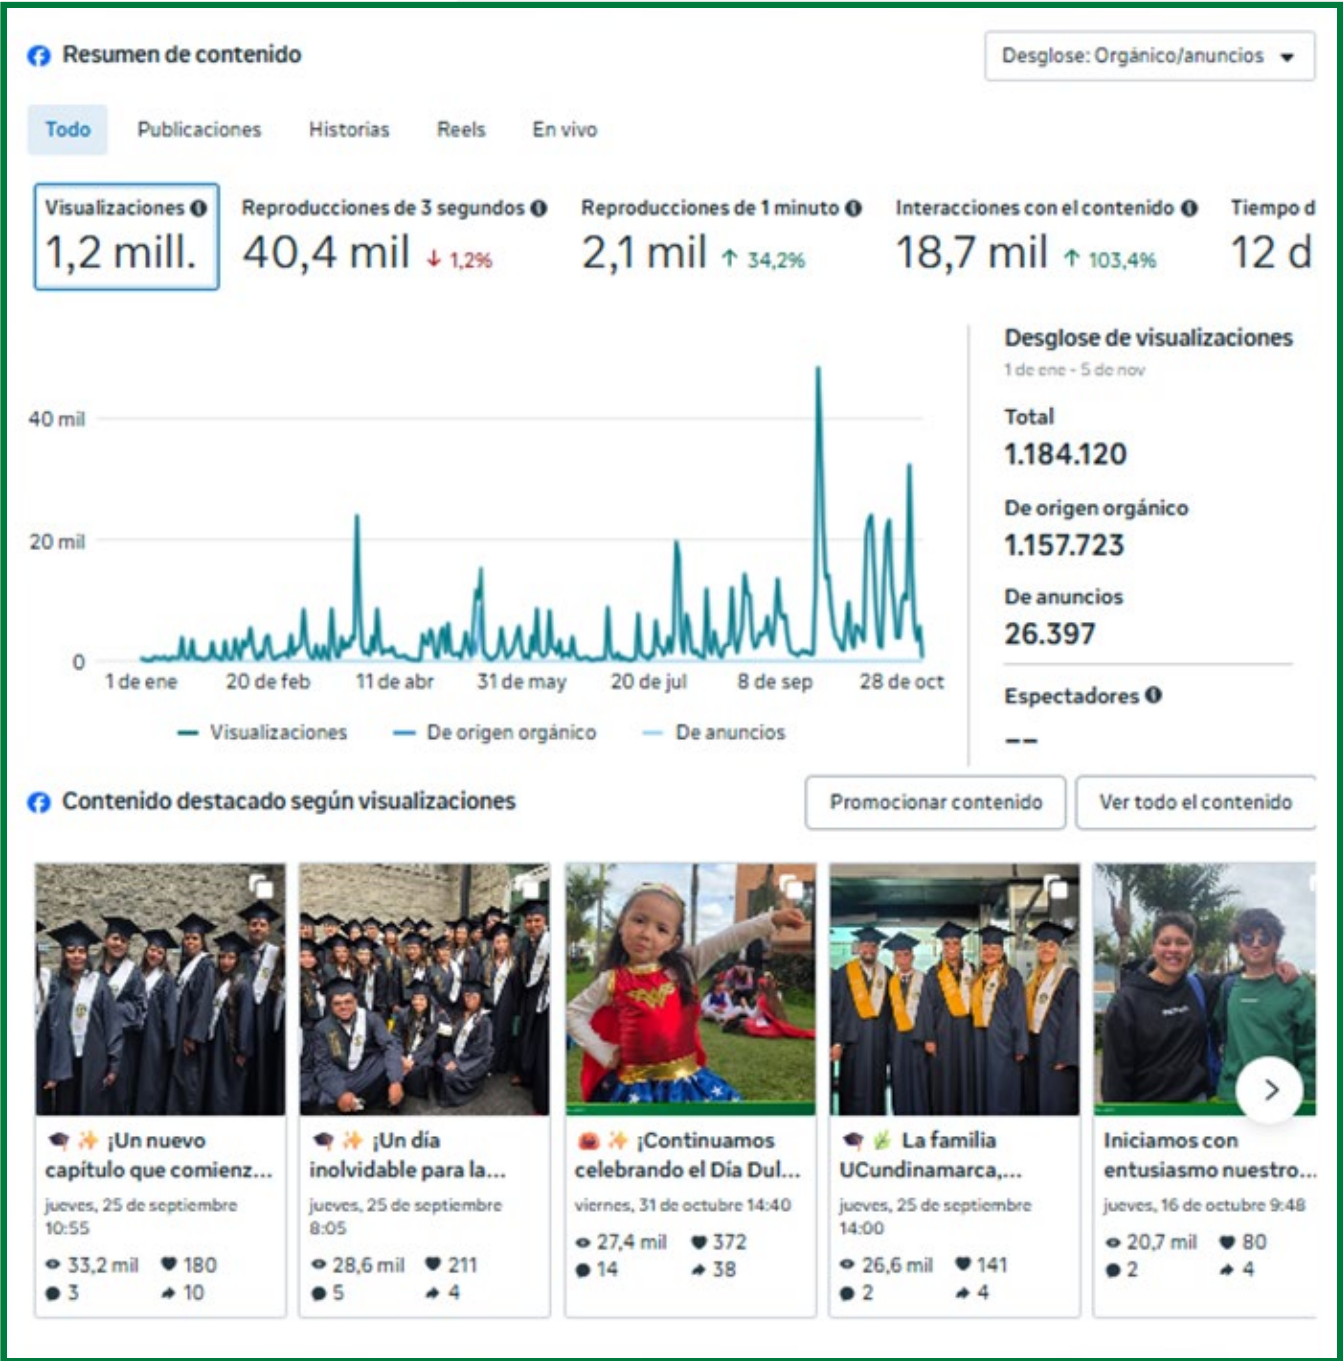 Resumen de contenido
Desglose: Orgánico/anuncios
Todo Publicaciones Historias Reels En vivo
Visualizaciones Reproducciones de 3 segundos Reproducciones de 1 minuto Interacciones con el contenido Tiempo d
1,2 mill. 40,4 mil ↓ 1,2% 2,1 mil ↑ 34,2% 18,7 mil ↑ 103,4% 12 d
40 mil
20 mil
0
1 de ene 20 de feb 11 de abr 31 de may 20 de jul 8 de sep 28 de oct
Visualizaciones De origen orgánico De anuncios
Desglose de visualizaciones
1 de ene - 5 de nov
Total
1.184.120
De origen orgánico
1.157.723
De anuncios
26.397
Espectadores
--
Contenido destacado según visualizaciones
Promocionar contenido
Ver todo el contenido
¡Un nuevo
capítulo que comienz...
jueves, 25 de septiembre
10:55
33,2 mil 180
3 10
¡Un día
inolvidable para la...
jueves, 25 de septiembre
8:05
28,6 mil 211
5 4
¡Continuamos
celebrando el Día Dul...
viernes, 31 de octubre 14:40
27,4 mil 372
14 38
La familia
UCundinamarca,...
jueves, 25 de septiembre
14:00
26,6 mil 141
2 4
Iniciamos con
entusiasmo nuestro...
jueves, 16 de octubre 9:48
20,7 mil 80
2 4